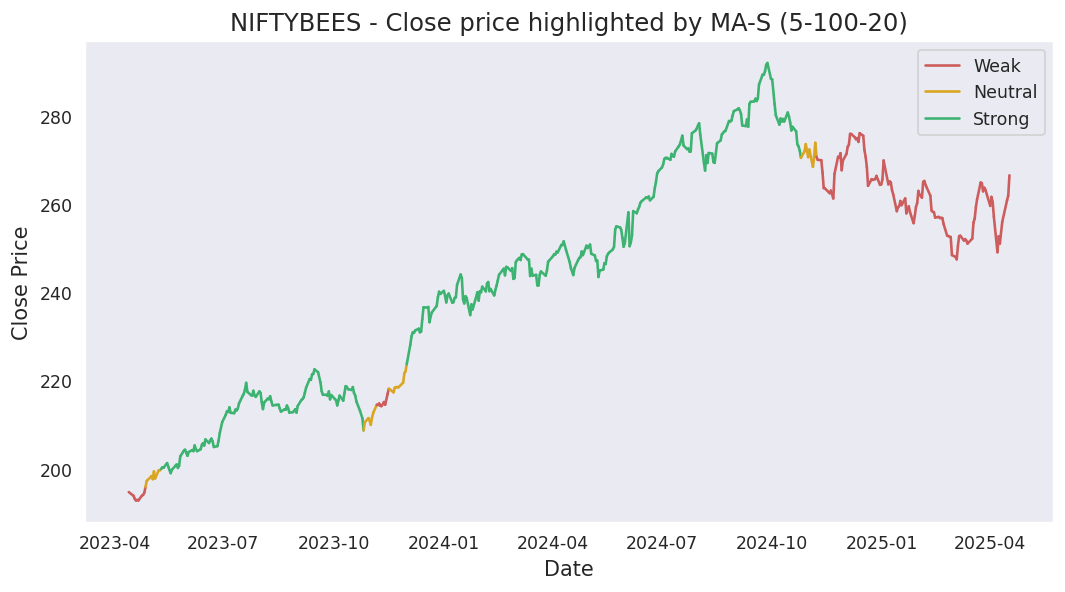 NIFTYBEES - Close price highlighted by MA-S (5-100-20)
Weak
Neutral
Strong
280
260
240
220
200
Close Price
2023-04 2023-07 2023-10 2024-01 2024-04 2024-07 2024-10 2025-01 2025-04
Date